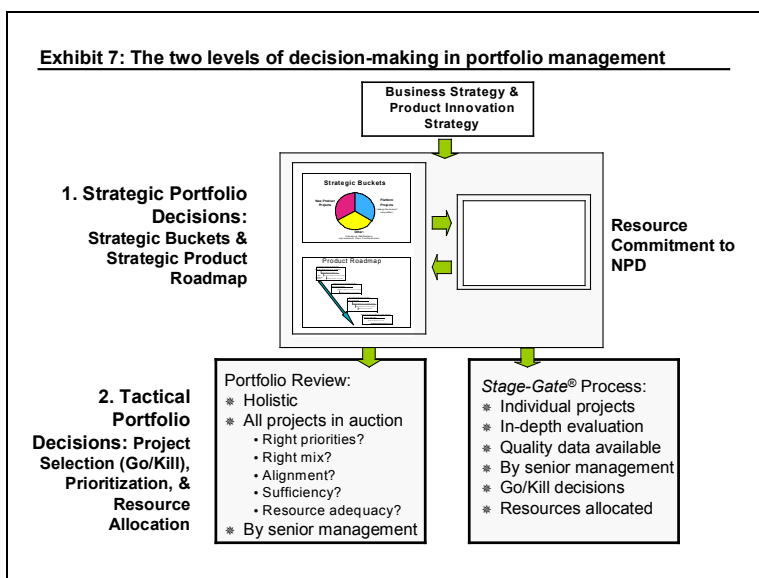 Exhibit 7: The two levels of decision-making in portfolio management
Business Strategy &
Product Innovation
Strategy
1. Strategic Portfolio
Decisions:
Strategic Buckets &
Strategic Product
Roadmap
Strategic Buckets
New Product
Projects
Platform
Projects
Other:
Product Roadmap
Resource
Commitment to
NPD
2. Tactical
Portfolio
Decisions: Project
Selection (Go/Kill),
Prioritization, &
Resource
Allocation
Portfolio Review:
Holistic
All projects in auction
• Right priorities?
• Right mix?
• Alignment?
• Sufficiency?
• Resource adequacy?
By senior management
Stage-Gate® Process:
Individual projects
In-depth evaluation
Quality data available
By senior management
Go/Kill decisions
Resources allocated